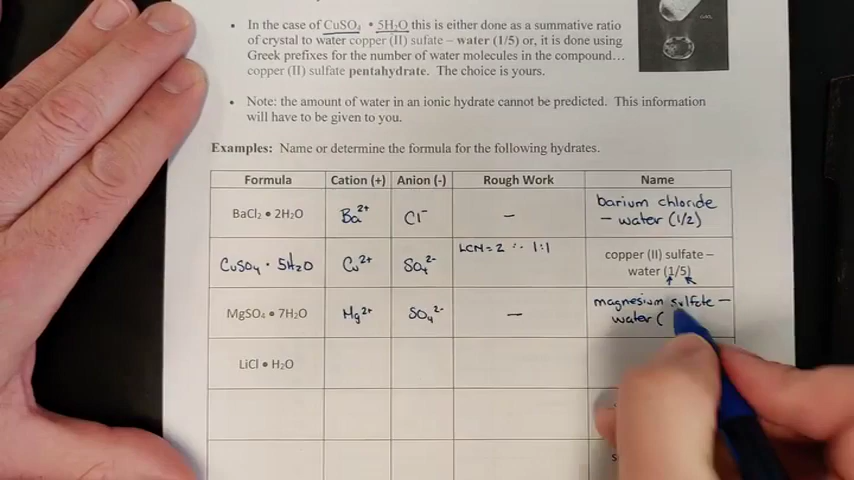 • In the case of CuSO₄ • 5H₂O this is either done as a summative ratio
of crystal to water copper (II) sufate – water (1/5) or, it is done using
Greek prefixes for the number of water molecules in the compound...
copper (II) sulfate pentahydrate. The choice is yours.
• Note: the amount of water in an ionic hydrate cannot be predicted. This information
will have to be given to you.
Examples: Name or determine the formula for the following hydrates.
Formula Cation (+) Anion (-) Rough Work Name
BaCl₂ • 2H₂O Ba²⁺ Cl⁻ – barium chloride
– water (1/2)
CuSO₄ · 5H₂O Cu²⁺ SO₄²⁻ LCM = 2 ∴ 1:1 copper (II) sulfate –
water (1/5)
MgSO₄ • 7H₂O Mg²⁺ SO₄²⁻ – magnesium sulfate –
water (
LiCl • H₂O